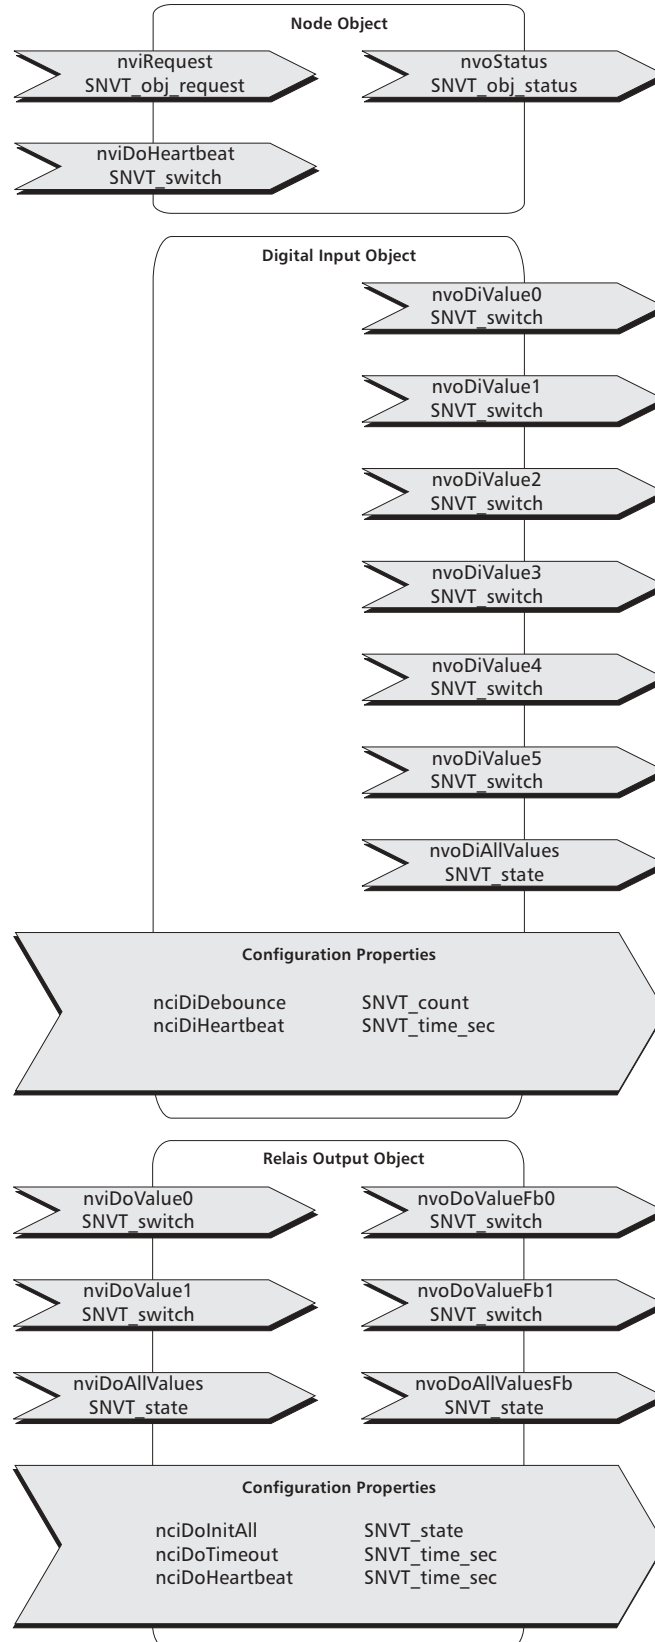 Node Object
nviRequest
SNVT_obj_request
nvoStatus
SNVT_obj_status
nviDoHeartbeat
SNVT_switch
Digital Input Object
nvoDiValue0
SNVT_switch
nvoDiValue1
SNVT_switch
nvoDiValue2
SNVT_switch
nvoDiValue3
SNVT_switch
nvoDiValue4
SNVT_switch
nvoDiValue5
SNVT_switch
nvoDiAllValues
SNVT_state
Configuration Properties
nciDiDebounce SNVT_count
nciDiHeartbeat SNVT_time_sec
Relais Output Object
nviDoValue0
SNVT_switch
nvoDoValueFb0
SNVT_switch
nviDoValue1
SNVT_switch
nvoDoValueFb1
SNVT_switch
nviDoAllValues
SNVT_state
nvoDoAllValuesFb
SNVT_state
Configuration Properties
nciDoInitAll SNVT_state
nciDoTimeout SNVT_time_sec
nciDoHeartbeat SNVT_time_sec